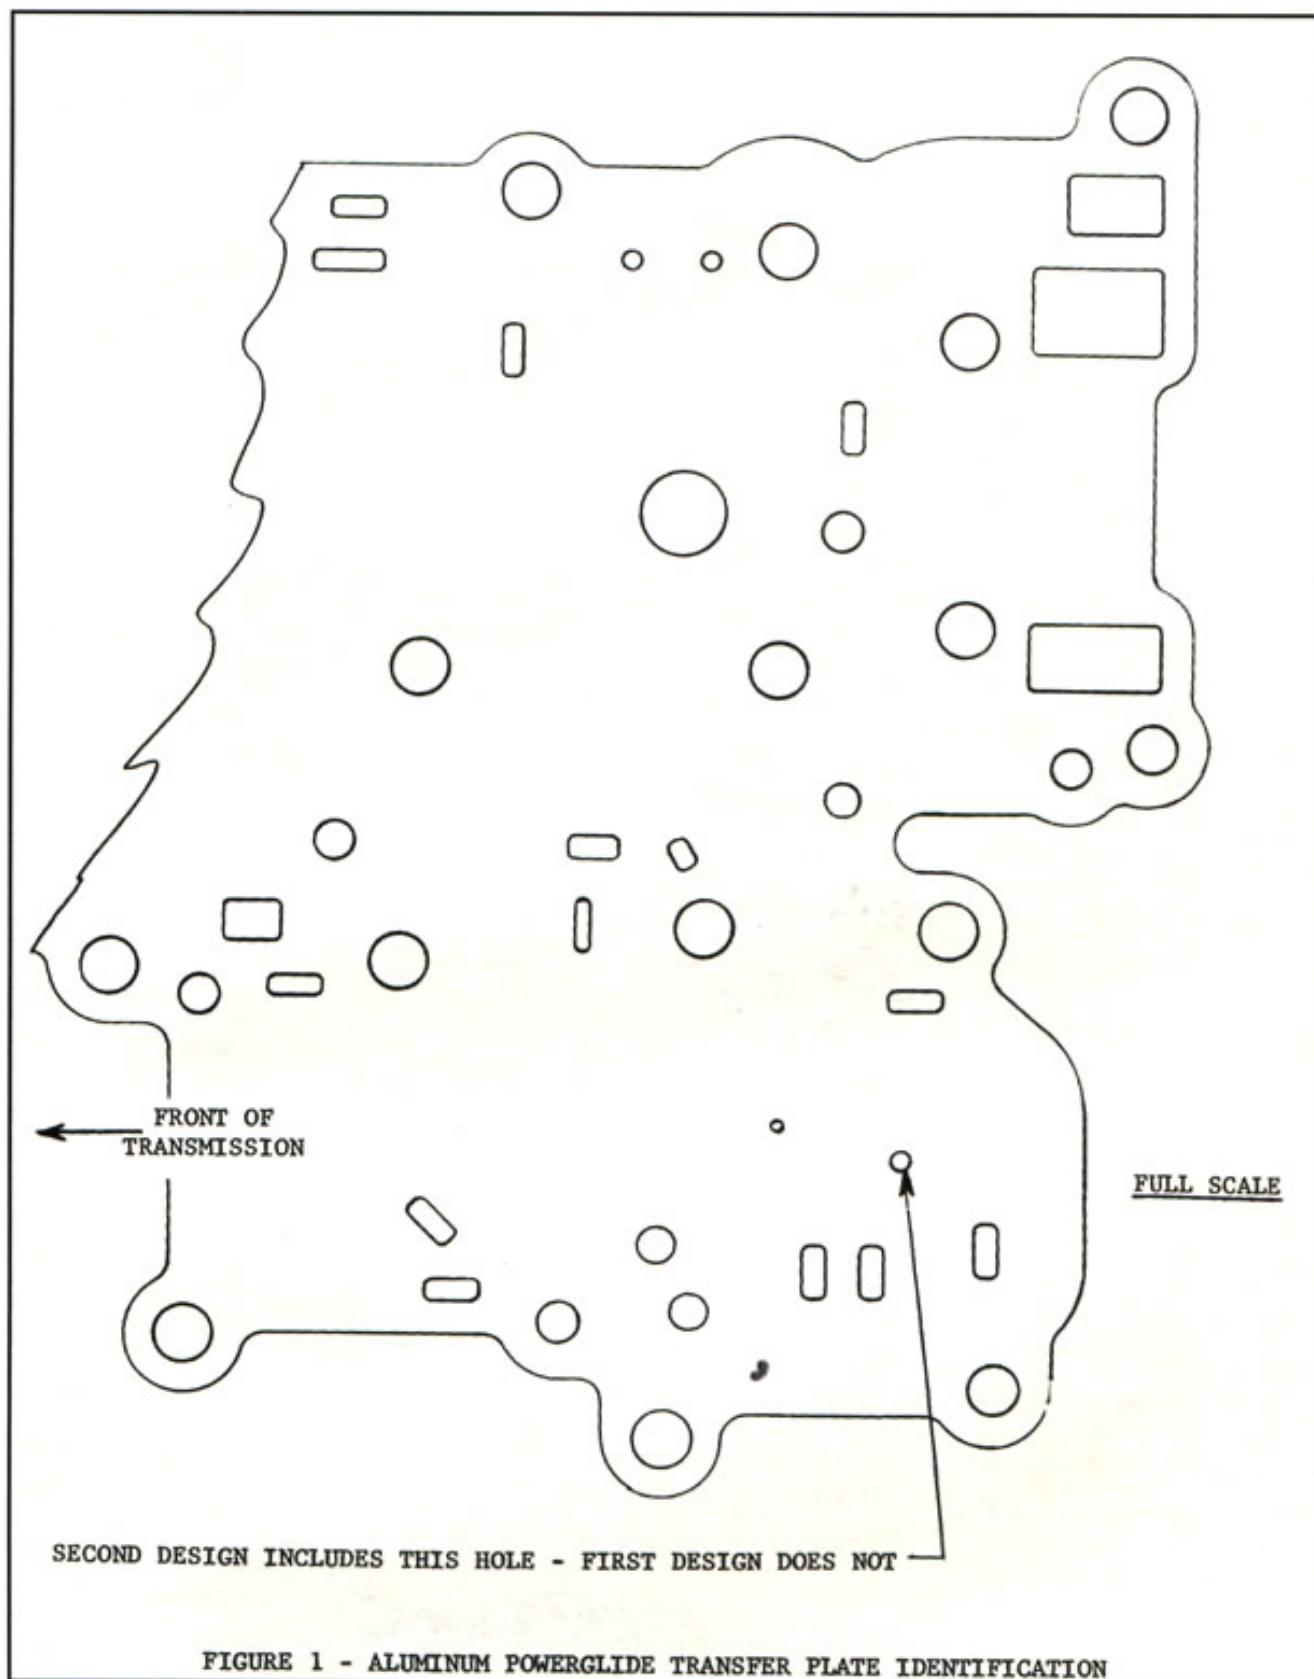 FRONT OF
TRANSMISSION
FULL SCALE
SECOND DESIGN INCLUDES THIS HOLE - FIRST DESIGN DOES NOT
FIGURE 1 - ALUMINUM POWERGLIDE TRANSFER PLATE IDENTIFICATION